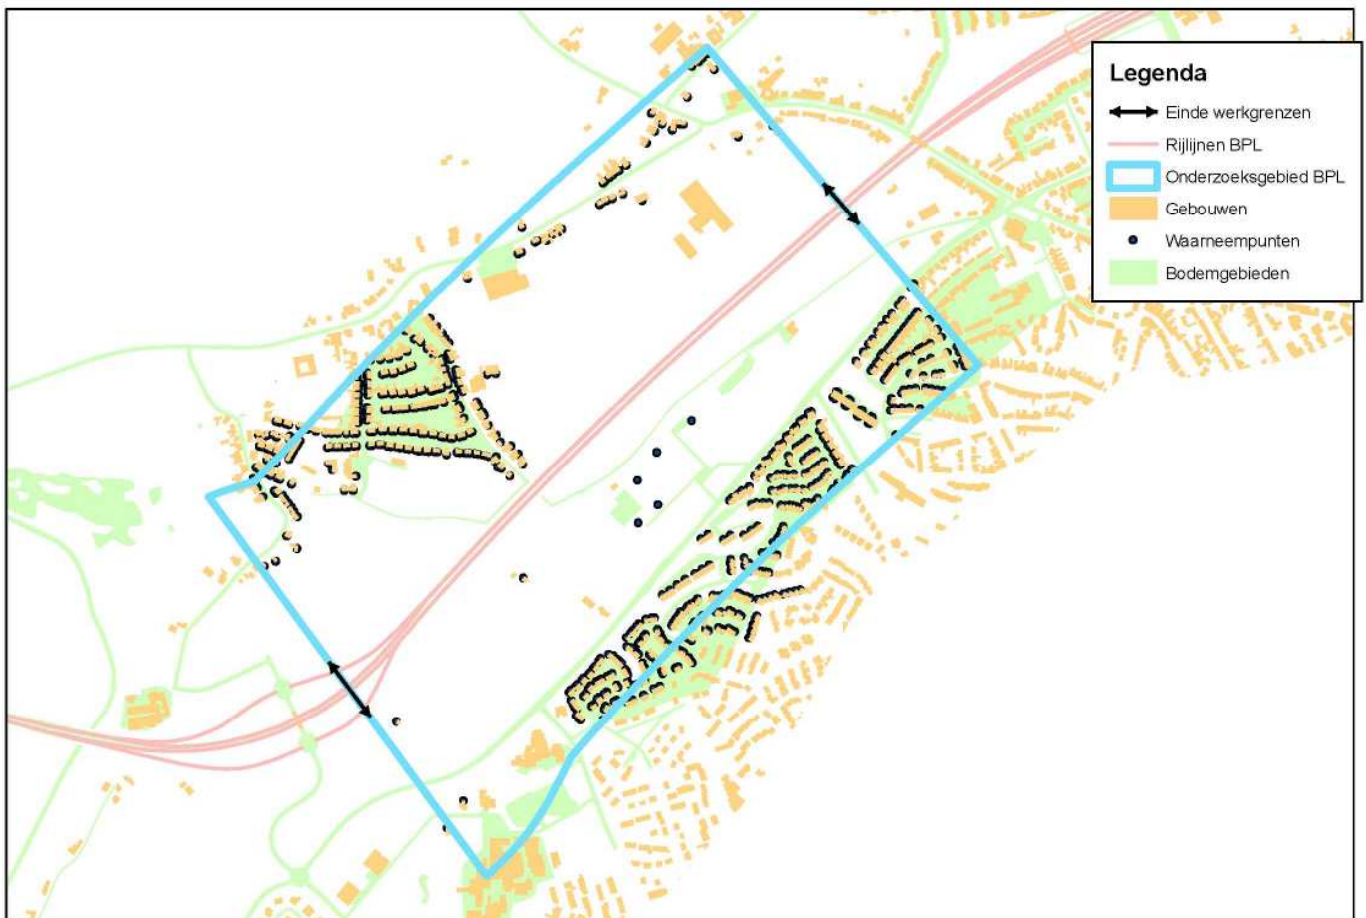 Legenda
Einde werkgrenzen
Rijlijnen BPL
Onderzoeksgebied BPL
Gebouwen
Waarneempunten
Bodemgebieden